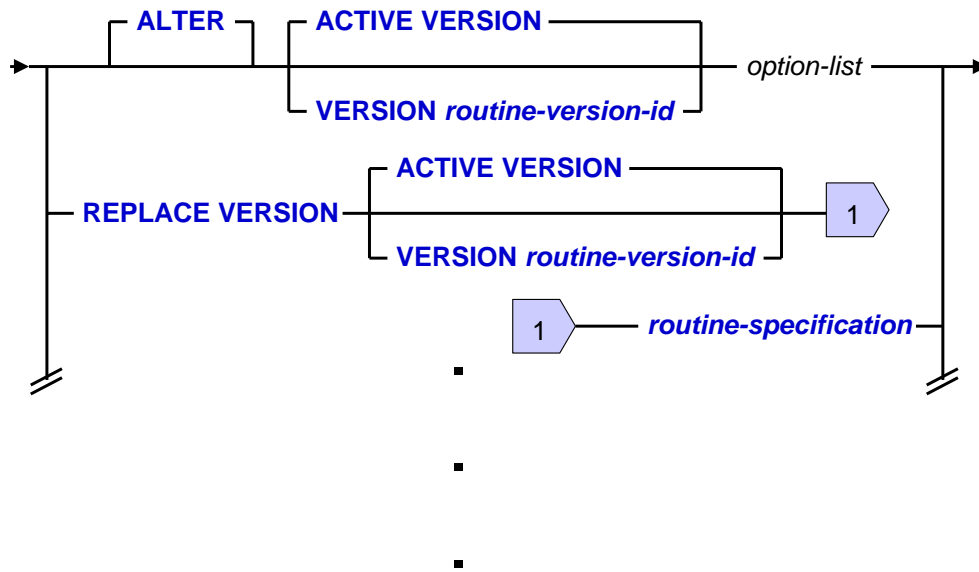 ALTER
ACTIVE VERSION
option-list
VERSION routine-version-id
ACTIVE VERSION
REPLACE VERSION
1
VERSION routine-version-id
1
routine-specification